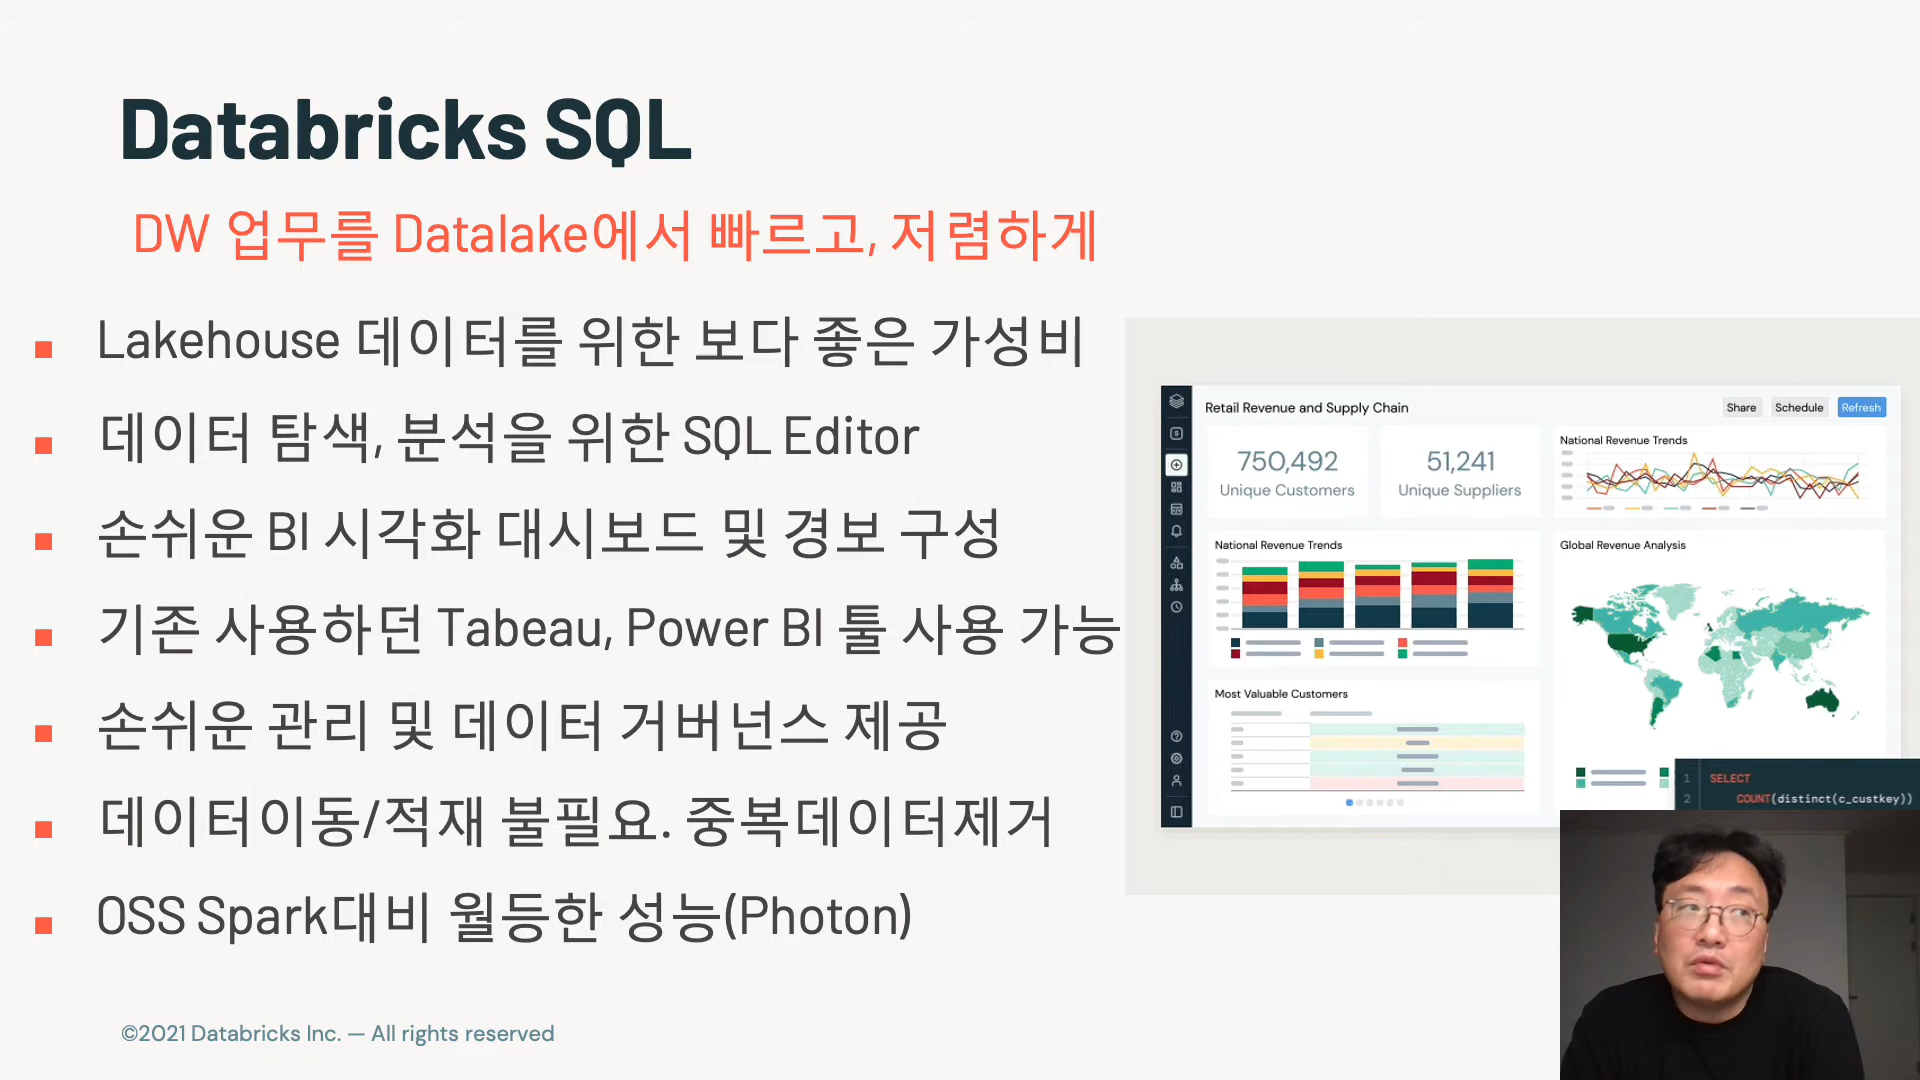 Databricks SQL
DW 업무를 Datalake에서 빠르고, 저렴하게
Lakehouse 데이터를 위한 보다 좋은 가성비
데이터 탐색, 분석을 위한 SQL Editor
손쉬운 BI 시각화 대시보드 및 경보 구성
기존 사용하던 Tabeau, Power BI 툴 사용 가능
손쉬운 관리 및 데이터 거버넌스 제공
데이터이동/적재 불필요. 중복데이터제거
OSS Spark대비 월등한 성능(Photon)
Retail Revenue and Supply Chain
Share
Schedule
Refresh
750,492
Unique Customers
51,241
Unique Suppliers
National Revenue Trends
National Revenue Trends
Global Revenue Analysis
Most Valuable Customers
1 SELECT
2 COUNT(distinct(c_custkey))
©2021 Databricks Inc. — All rights reserved